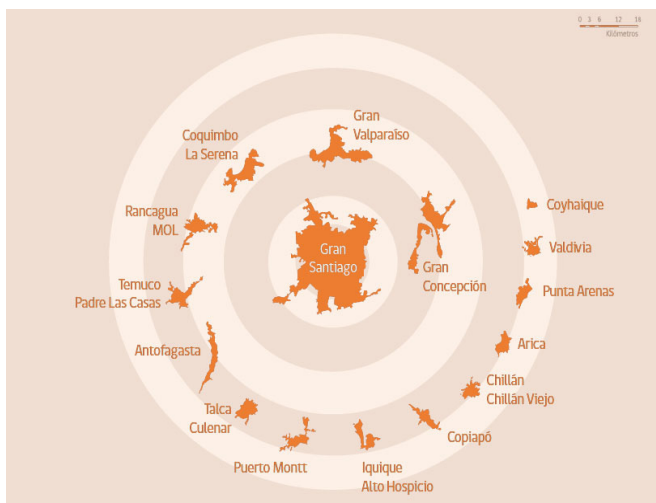 0 3 6 12 18
Kilómetros
Gran
Valparaíso
Coquimbo
La Serena
Coyhaique
Rancagua
MOL
Gran
Santiago
Valdivia
Gran
Concepción
Temuco
Padre Las Casas
Punta Arenas
Antofagasta
Arica
Chillán
Chillán Viejo
Talca
Culenar
Copiapó
Puerto Montt
Iquique
Alto Hospicio